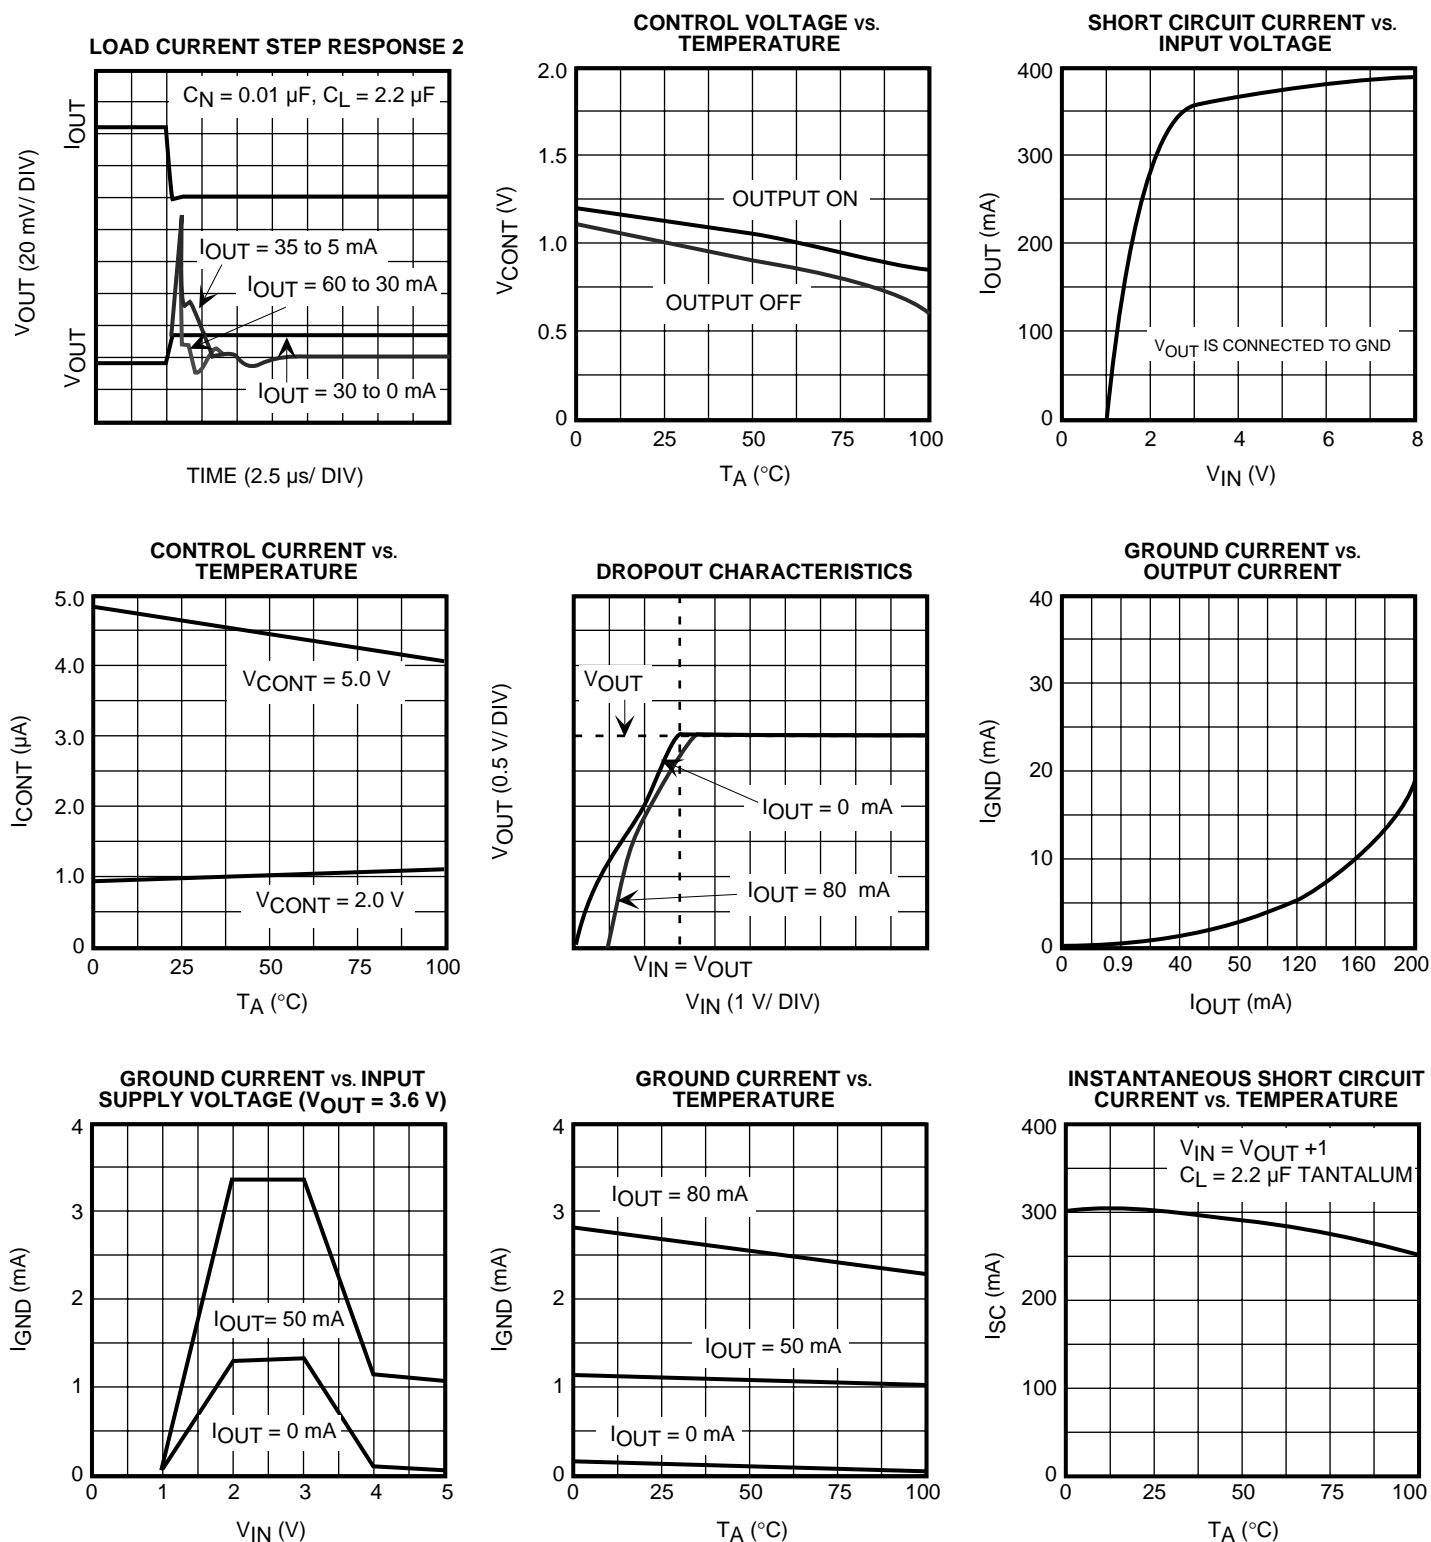 LOAD CURRENT STEP RESPONSE 2
CN = 0.01 µF, CL = 2.2 µF
IOUT
VOUT (20 mV/ DIV)
VOUT
IOUT = 35 to 5 mA
IOUT = 60 to 30 mA
IOUT = 30 to 0 mA
TIME (2.5 µs/ DIV)
CONTROL VOLTAGE VS.
TEMPERATURE
2.0
1.5
1.0
0.5
0
VCONT (V)
OUTPUT ON
OUTPUT OFF
0 25 50 75 100
TA (°C)
SHORT CIRCUIT CURRENT VS.
INPUT VOLTAGE
400
300
200
100
0
IOUT (mA)
VOUT IS CONNECTED TO GND
0 2 4 6 8
VIN (V)
CONTROL CURRENT VS.
TEMPERATURE
5.0
4.0
3.0
2.0
1.0
0
ICONT (µA)
VCONT = 5.0 V
VCONT = 2.0 V
0 25 50 75 100
TA (°C)
DROPOUT CHARACTERISTICS
VOUT (0.5 V/ DIV)
VOUT
IOUT = 0 mA
IOUT = 80 mA
VIN = VOUT
VIN (1 V/ DIV)
GROUND CURRENT VS.
OUTPUT CURRENT
40
30
20
10
0
IGND (mA)
0 0.9 40 50 120 160 200
IOUT (mA)
GROUND CURRENT VS. INPUT
SUPPLY VOLTAGE (VOUT = 3.6 V)
4
3
2
1
0
IGND (mA)
IOUT= 50 mA
IOUT = 0 mA
0 1 2 3 4 5
VIN (V)
GROUND CURRENT VS.
TEMPERATURE
4
3
2
1
0
IGND (mA)
IOUT = 80 mA
IOUT = 50 mA
IOUT = 0 mA
0 25 50 75 100
TA (°C)
INSTANTANEOUS SHORT CIRCUIT
CURRENT VS. TEMPERATURE
400
300
200
100
0
ISC (mA)
VIN = VOUT +1
CL = 2.2 µF TANTALUM
0 25 50 75 100
TA (°C)